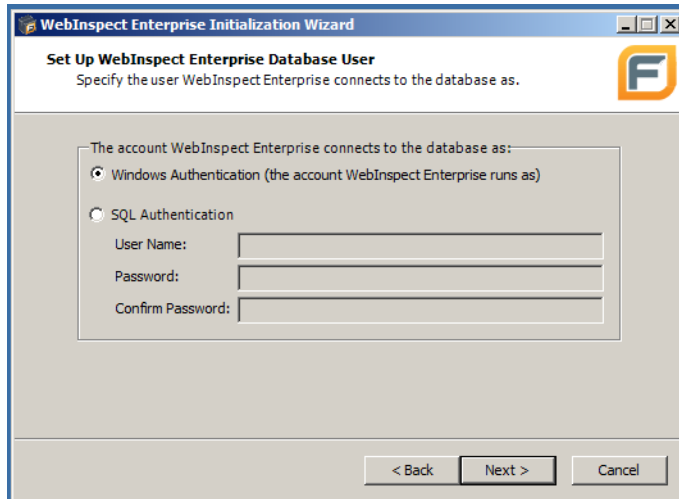 WebInspect Enterprise Initialization Wizard
Set Up WebInspect Enterprise Database User
Specify the user WebInspect Enterprise connects to the database as.
F
The account WebInspect Enterprise connects to the database as:
Windows Authentication (the account WebInspect Enterprise runs as)
SQL Authentication
User Name:
Password:
Confirm Password:
< Back
Next >
Cancel